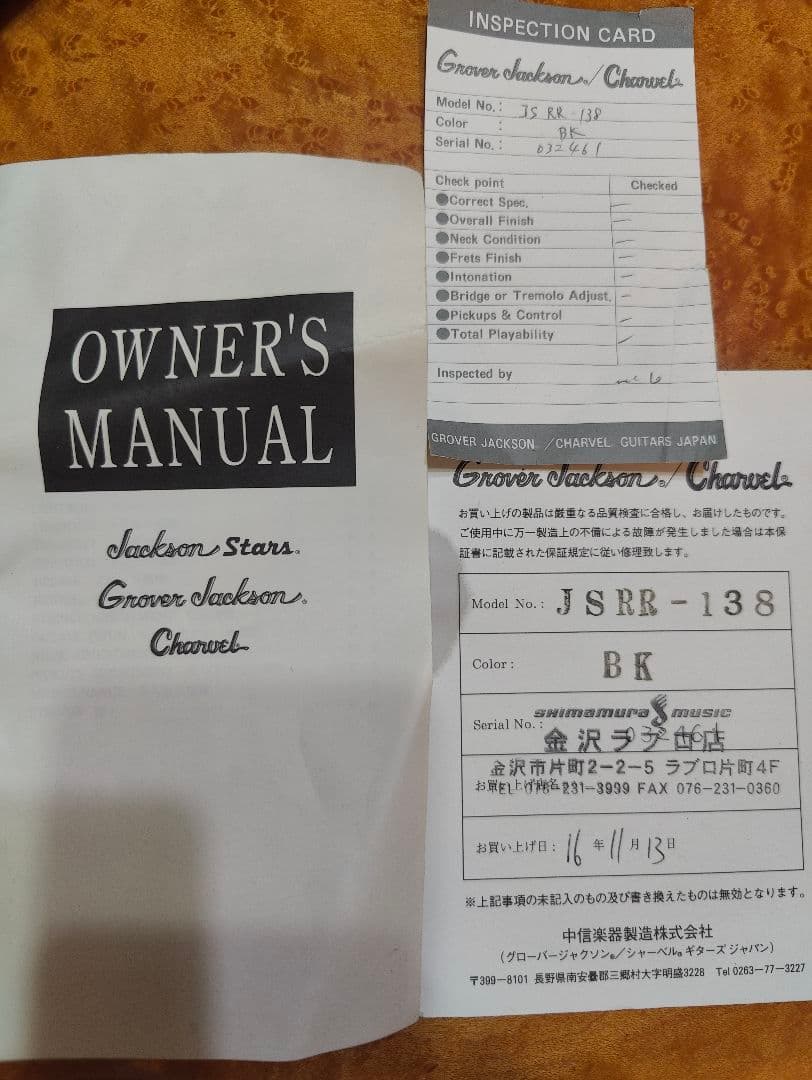 OWNER'S
MANUAL
Jackson Stars®
Grover Jackson®
Charvel®
INSPECTION CARD
Grover Jackson®/Charvel®
Model No.: JS RR-138
Color : BK
Serial No.: 032461
Check point Checked
●Correct Spec.
●Overall Finish
●Neck Condition
●Frets Finish
●Intonation
●Bridge or Tremolo Adjust.
●Pickups & Control
●Total Playability
Inspected by
GROVER JACKSON / CHARVEL GUITARS JAPAN
Grover Jackson®/Charvel®
お買い上げの製品は厳重なる品質検査に合格し、お届けしたものです。
ご使用中に万一製造上の不備による故障が発生しました場合は本保
証書に記載された保証規定に従い修理致します。
Model No.: JSRR-138
Color: BK
Serial No.: 032461
SHIMAMURA MUSIC
金沢ラブロ店
金沢市片町2-2-5 ラブロ片町4F
お買い上げ店名
TEL 076-231-3999 FAX 076-231-0360
お買い上げ日: 16年11月13日
※上記事項の未記入のもの及び書き換えたものは無効となります。
中信楽器製造株式会社
(グローバージャクソン®/シャーベル®ギターズ ジャパン)
〒399-8101 長野県南安曇郡三郷村大字明盛3228 Tel 0263-77-3227